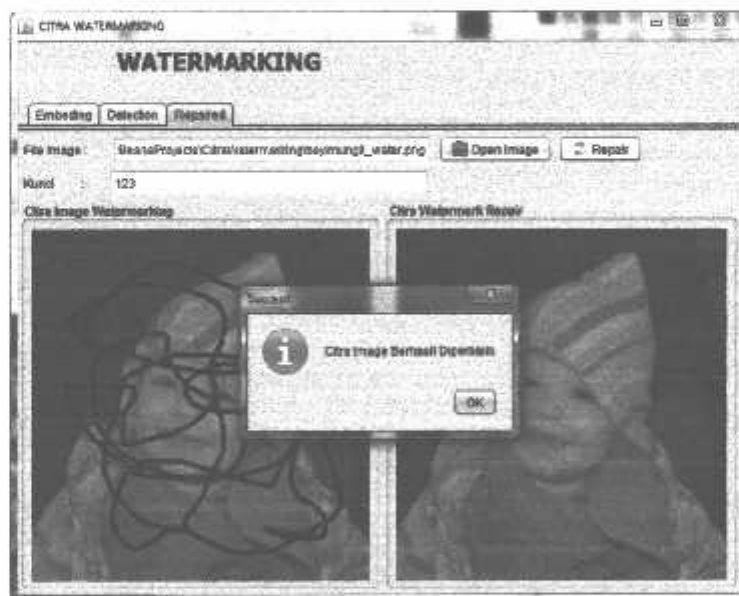 CITRA WATERMARKING
WATERMARKING
Embeding Detection Repaired
File Image : Open Image Repair
Kunci : 123
Citra Image Watermarking Citra Watermark Repair
Citra Image Berhasil Diperbaiki
OK